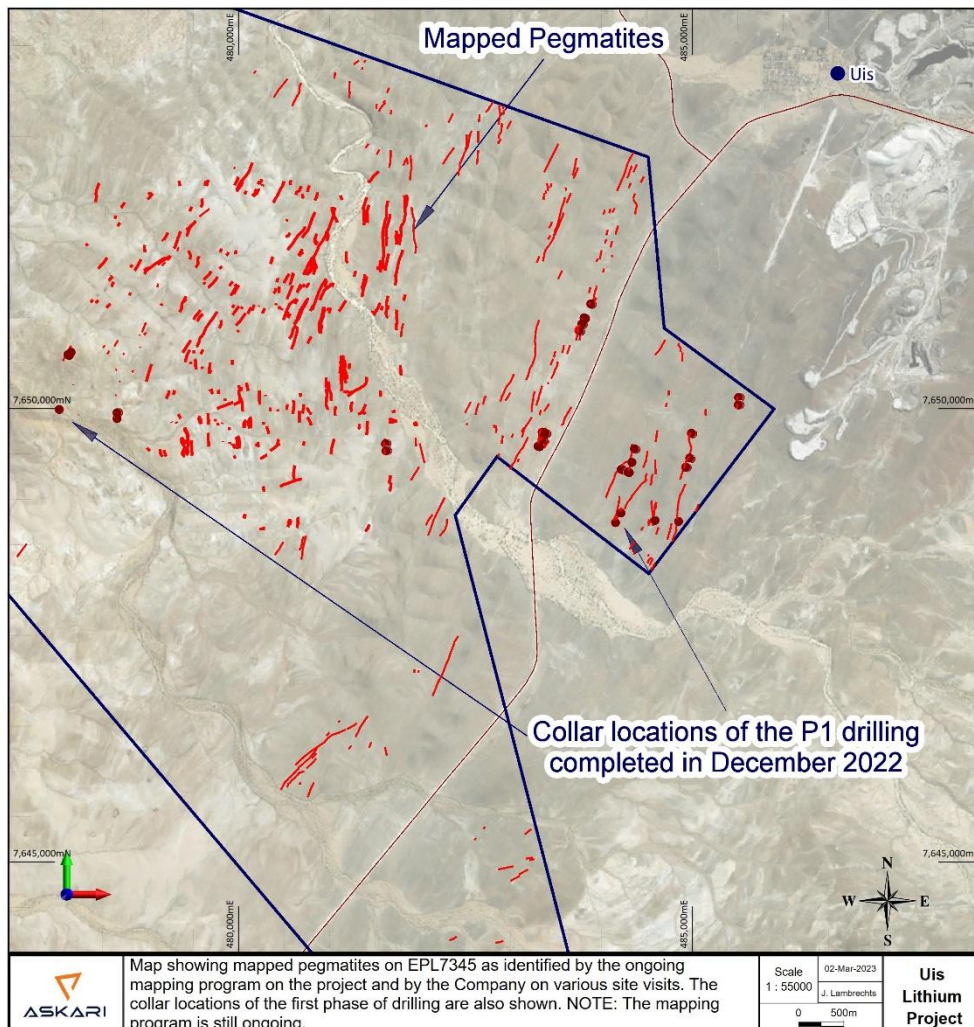 480,000mE
485,000mE
Mapped Pegmatites
Uis
7,650,000mN
7,650,000m
Collar locations of the P1 drilling
completed in December 2022
7,645,000mN
7,645,000m
N
W
E
S
480,000mE
485,000mE
ASKARI
Map showing mapped pegmatites on EPL7345 as identified by the ongoing
mapping program on the project and by the Company on various site visits. The
collar locations of the first phase of drilling are also shown. NOTE: The mapping
program is still ongoing.
Scale
1 : 55000
02-Mar-2023
J. Lambrechts
0 500m
Uis
Lithium
Project